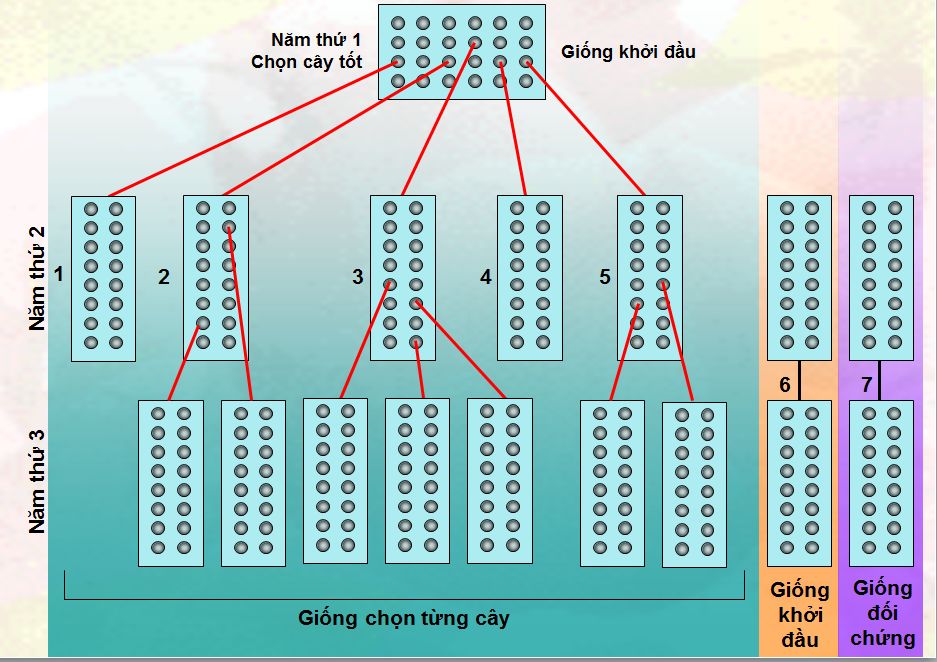 Năm thứ 1
Chọn cây tốt
Giống khởi đầu
Năm thứ 2
1
2
3
4
5
6
7
Năm thứ 3
Giống chọn từng cây
Giống
khởi
đầu
Giống
đối
chứng